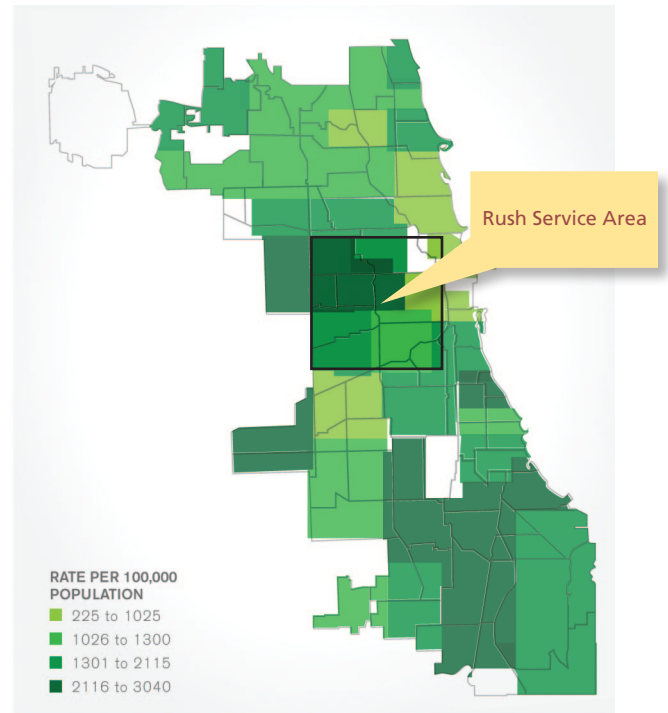 Rush Service Area
RATE PER 100,000
POPULATION
225 to 1025
1026 to 1300
1301 to 2115
2116 to 3040